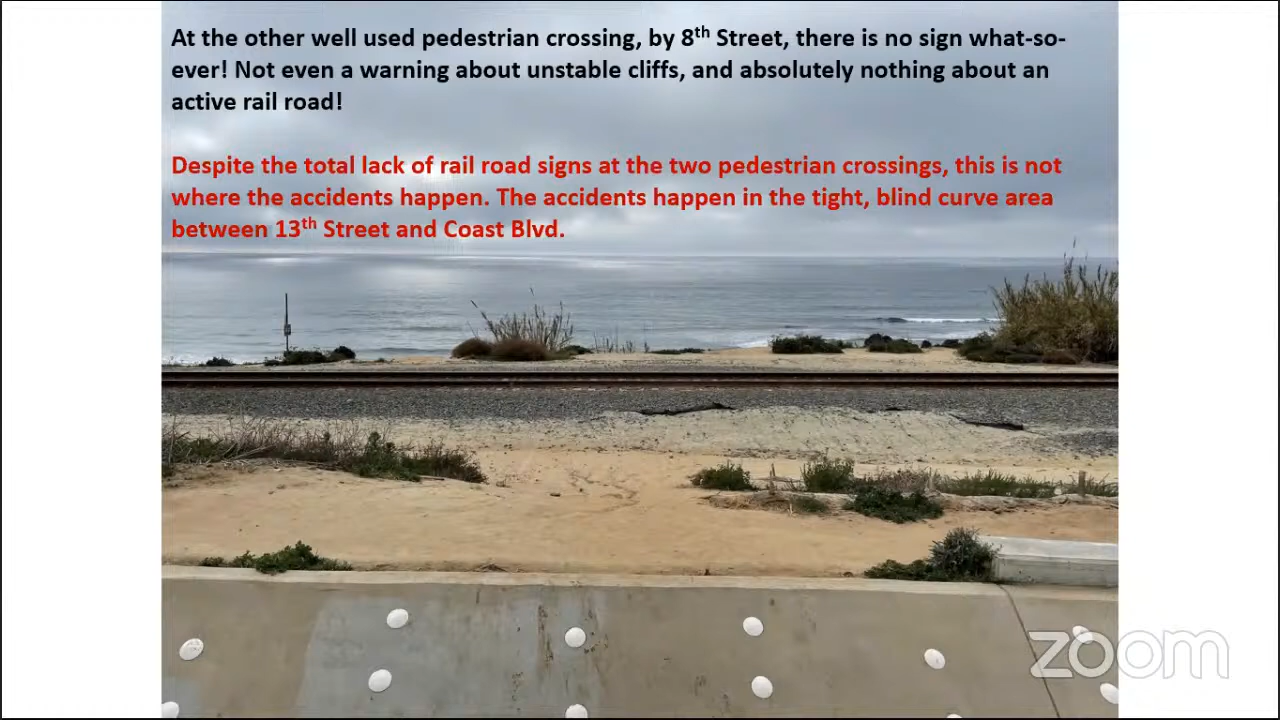 At the other well used pedestrian crossing, by 8th Street, there is no sign what-so-
ever! Not even a warning about unstable cliffs, and absolutely nothing about an
active rail road!
Despite the total lack of rail road signs at the two pedestrian crossings, this is not
where the accidents happen. The accidents happen in the tight, blind curve area
between 13th Street and Coast Blvd.
zoom